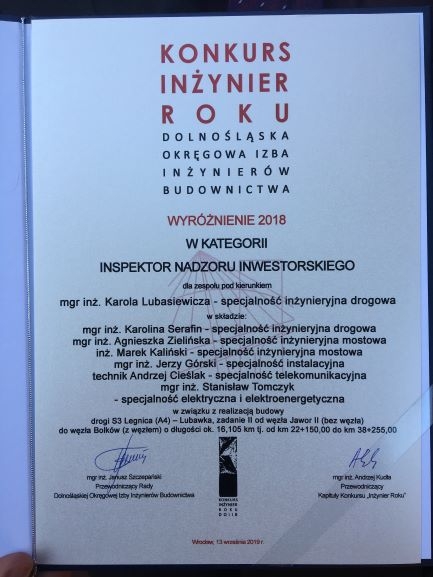 KONKURS
INŻYNIER
ROKU
DOLNOŚLĄSKA
OKRĘGOWA IZBA
INŻYNIERÓW
BUDOWNICTWA
WYRÓŻNIENIE 2018
W KATEGORII
INSPEKTOR NADZORU INWESTORSKIEGO
dla zespołu pod kierunkiem
mgr inż. Karola Lubasiewicza - specjalność inżynieryjna drogowa
w składzie:
mgr inż. Karolina Serafin - specjalność inżynieryjna drogowa
mgr inż. Agnieszka Zielińska - specjalność inżynieryjna mostowa
inż. Marek Kaliński - specjalność inżynieryjna mostowa
mgr inż. Jerzy Górski - specjalność instalacyjna
technik Andrzej Cieślak - specjalność telekomunikacyjna
mgr inż. Stanisław Tomczyk
- specjalność elektryczna i elektroenergetyczna
w związku z realizacją budowy
drogi S3 Legnica (A4) – Lubawka, zadanie II od węzła Jawor II (bez węzła)
do węzła Bolków (z węzłem) o długości ok. 16,105 km tj. od km 22+150,00 do km 38+255,00
mgr inż. Janusz Szczepański
Przewodniczący Rady
Dolnośląskiej Okręgowej Izby Inżynierów Budownictwa
KONKURS
INŻYNIER
ROKU
DOIIB
mgr inż. Andrzej Kudła
Przewodniczący
Kapituły Konkursu „Inżynier Roku"
Wrocław, 13 września 2019 r.